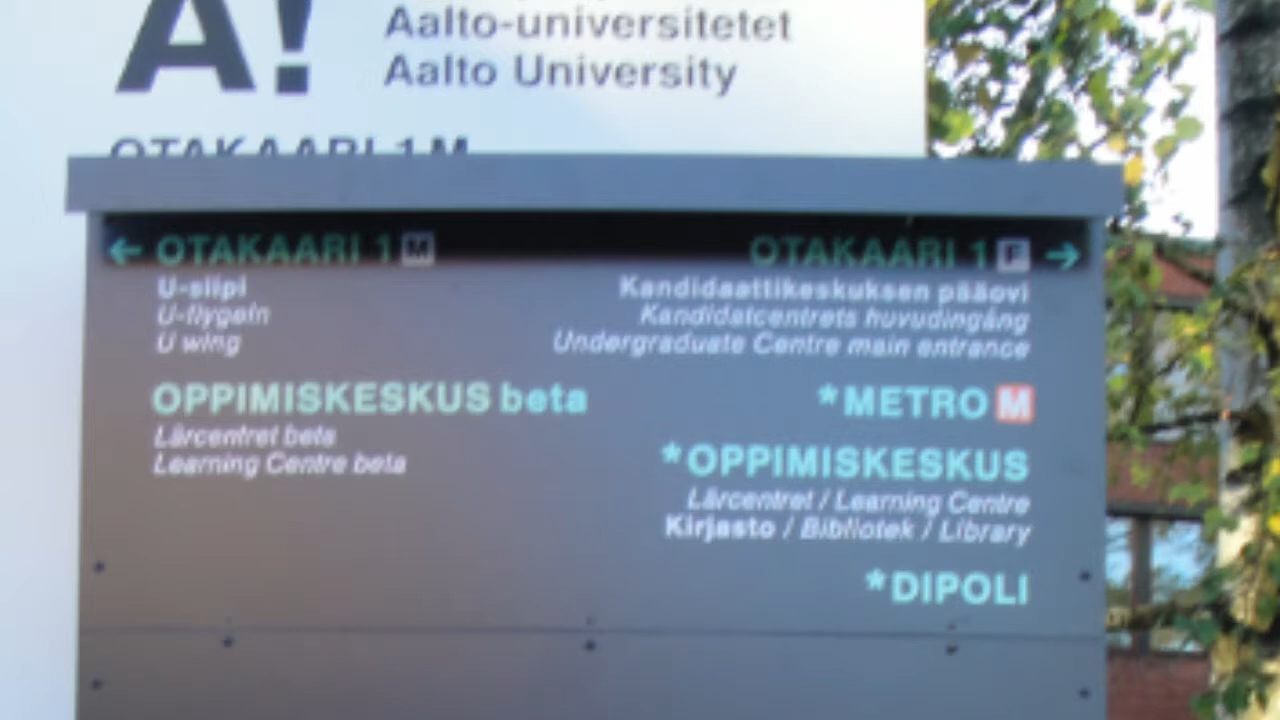 A!
Aalto-universitetet
Aalto University
OTAKAARI 1 M
← OTAKAARI 1 M
U-siipi
U-flygeln
U wing
OPPIMISKESKUS beta
Lärcentret beta
Learning Centre beta
OTAKAARI 1 F →
Kandidaattikeskuksen pääovi
Kandidatcentrets huvudingång
Undergraduate Centre main entrance
*METRO M
*OPPIMISKESKUS
Lärcentret / Learning Centre
Kirjasto / Bibliotek / Library
*DIPOLI